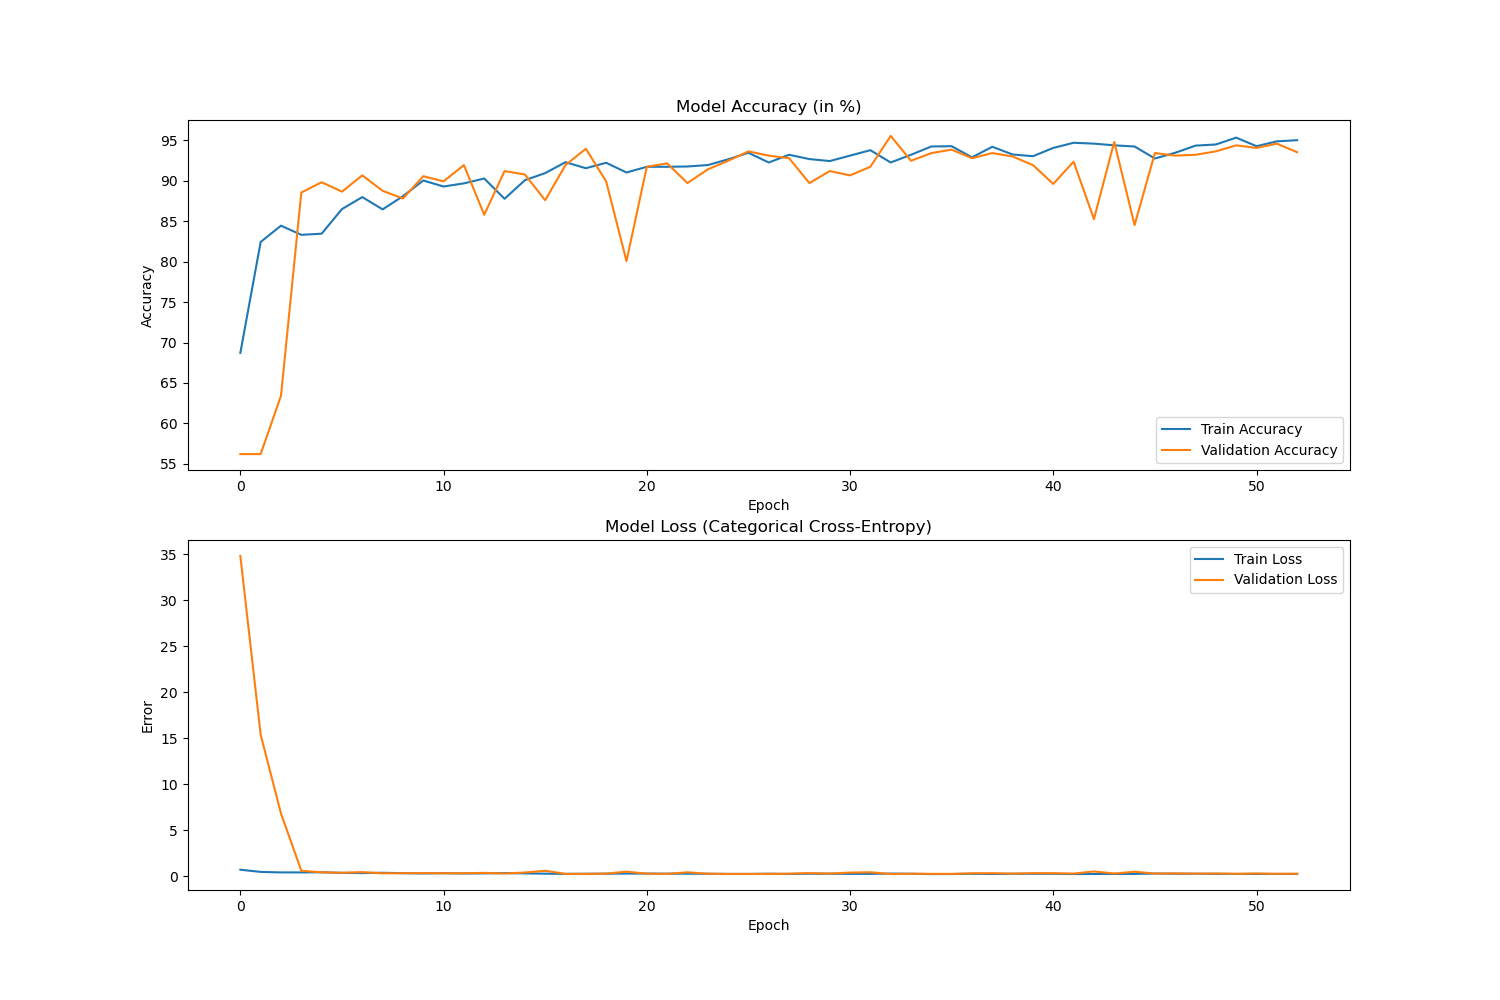 Model Accuracy (in %)
95
90
85
80
75
70
65
60
55
Accuracy
Train Accuracy
Validation Accuracy
0 10 20 30 40 50
Epoch
Model Loss (Categorical Cross-Entropy)
35
30
25
20
15
10
5
0
Error
Train Loss
Validation Loss
0 10 20 30 40 50
Epoch